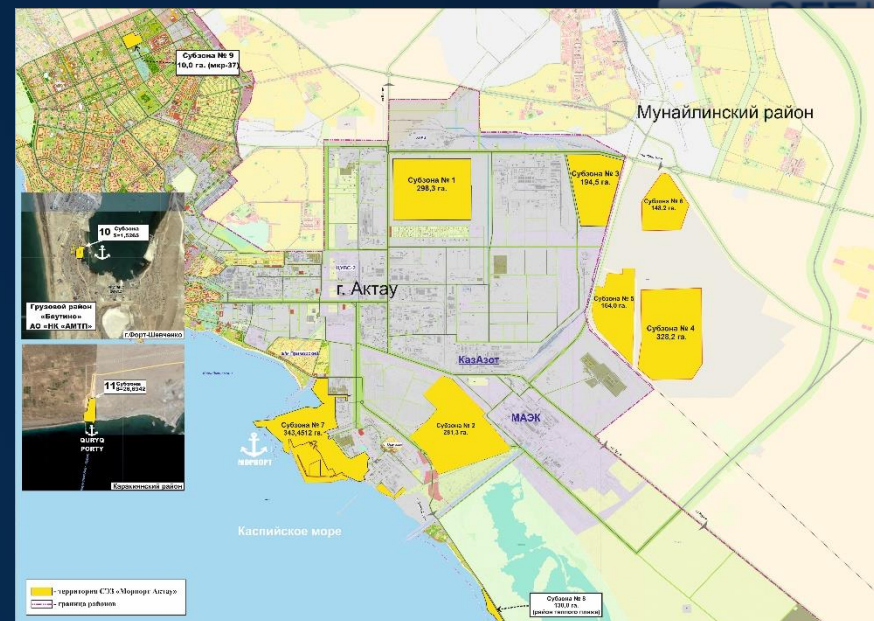 Субзона № 9
10,0 га. (мкр-37)
Мунайлинский район
Субзона № 1
298,3 га.
Субзона № 3
194,5 га.
Субзона № 6
148,2 га.
10 Субзона
S=1,5265
Грузовой район
«Баутино»
АО «НК «АМТП»
г.Форт-Шевченко
г. Актау
Субзона № 5
164,0 га.
Субзона № 4
328,2 га.
КазАзот
11 Субзона
QURYQ
PORTY
Каракиянский район
Субзона № 7
343,4512 га.
МОРПОРТ
Субзона № 2
281,3 га.
МАЭК
Каспийское море
- территория СЭЗ «Морпорт Актау»
- граница районов
Субзона № 8
130,0 га.
(район теплого пляжа)